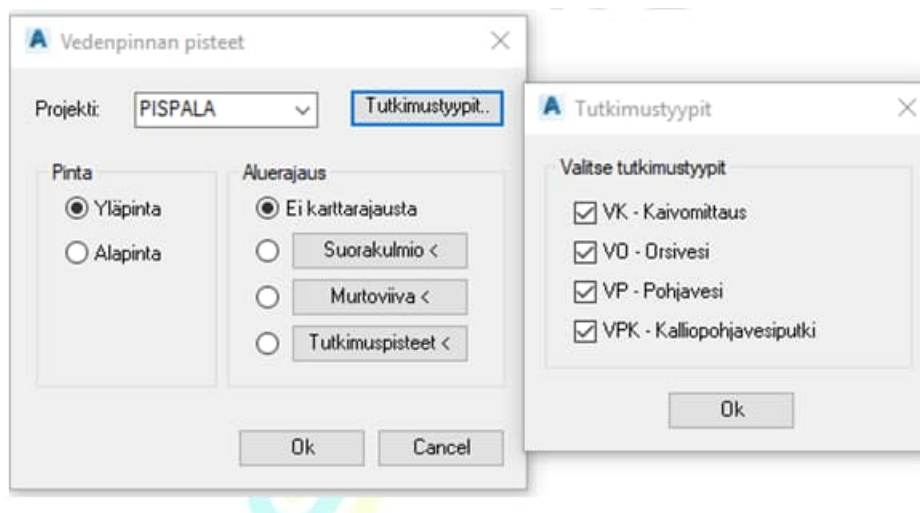 Vedenpinnan pisteet
Projekti: PISPALA Tutkimustyypit..
Pinta
Yläpinta
Alapinta
Aluerajaus
Ei karttarajausta
Suorakulmio <
Murtoviiva <
Tutkimuspisteet <
Ok Cancel
Tutkimustyypit
Valitse tutkimustyypit
VK - Kaivomittaus
VO - Orsivesi
VP - Pohjavesi
VPK - Kalliopohjavesiputki
Ok